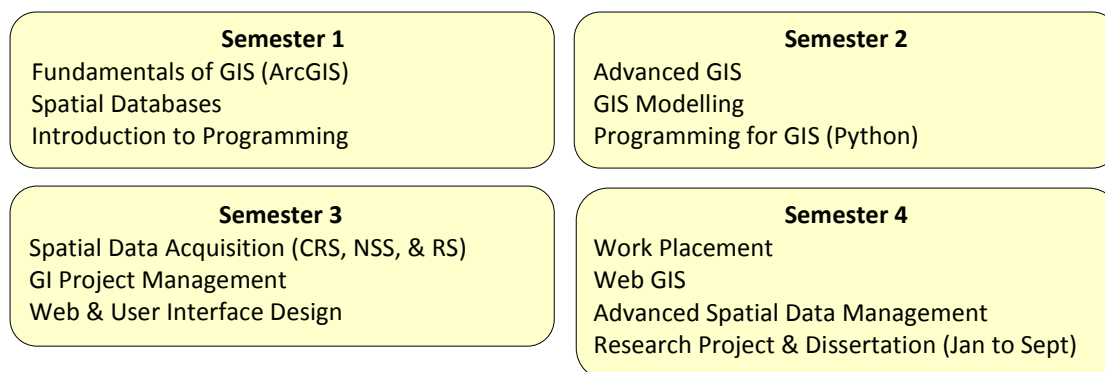 Semester 1
Fundamentals of GIS (ArcGIS)
Spatial Databases
Introduction to Programming
Semester 2
Advanced GIS
GIS Modelling
Programming for GIS (Python)
Semester 3
Spatial Data Acquisition (CRS, NSS, & RS)
GI Project Management
Web & User Interface Design
Semester 4
Work Placement
Web GIS
Advanced Spatial Data Management
Research Project & Dissertation (Jan to Sept)